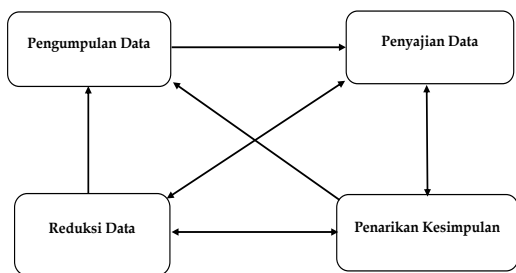 Pengumpulan Data
Penyajian Data
Reduksi Data
Penarikan Kesimpulan